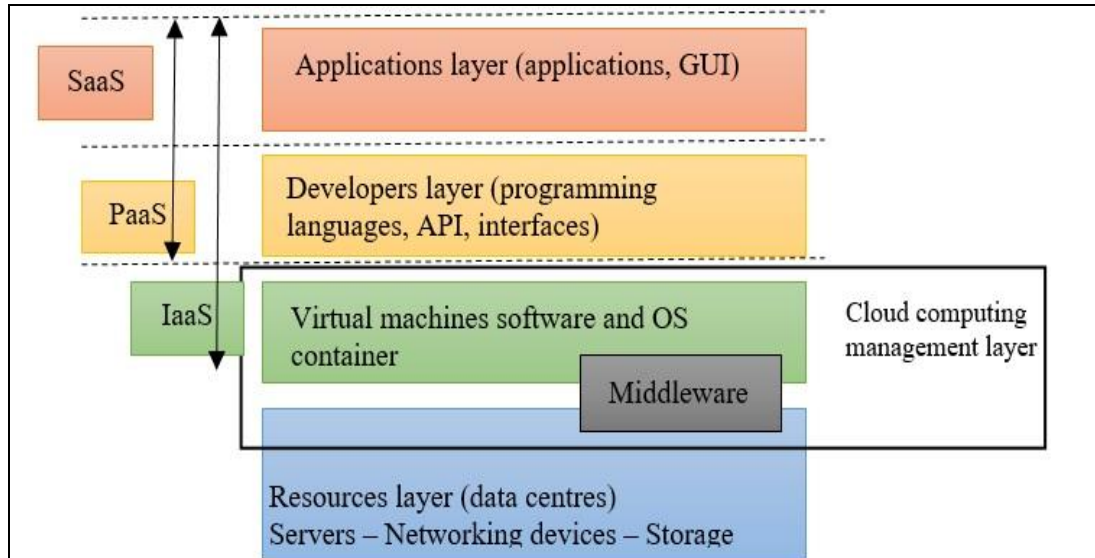 SaaS
Applications layer (applications, GUI)
PaaS
Developers layer (programming
languages, API, interfaces)
IaaS
Virtual machines software and OS
container
Cloud computing
management layer
Middleware
Resources layer (data centres)
Servers – Networking devices – Storage